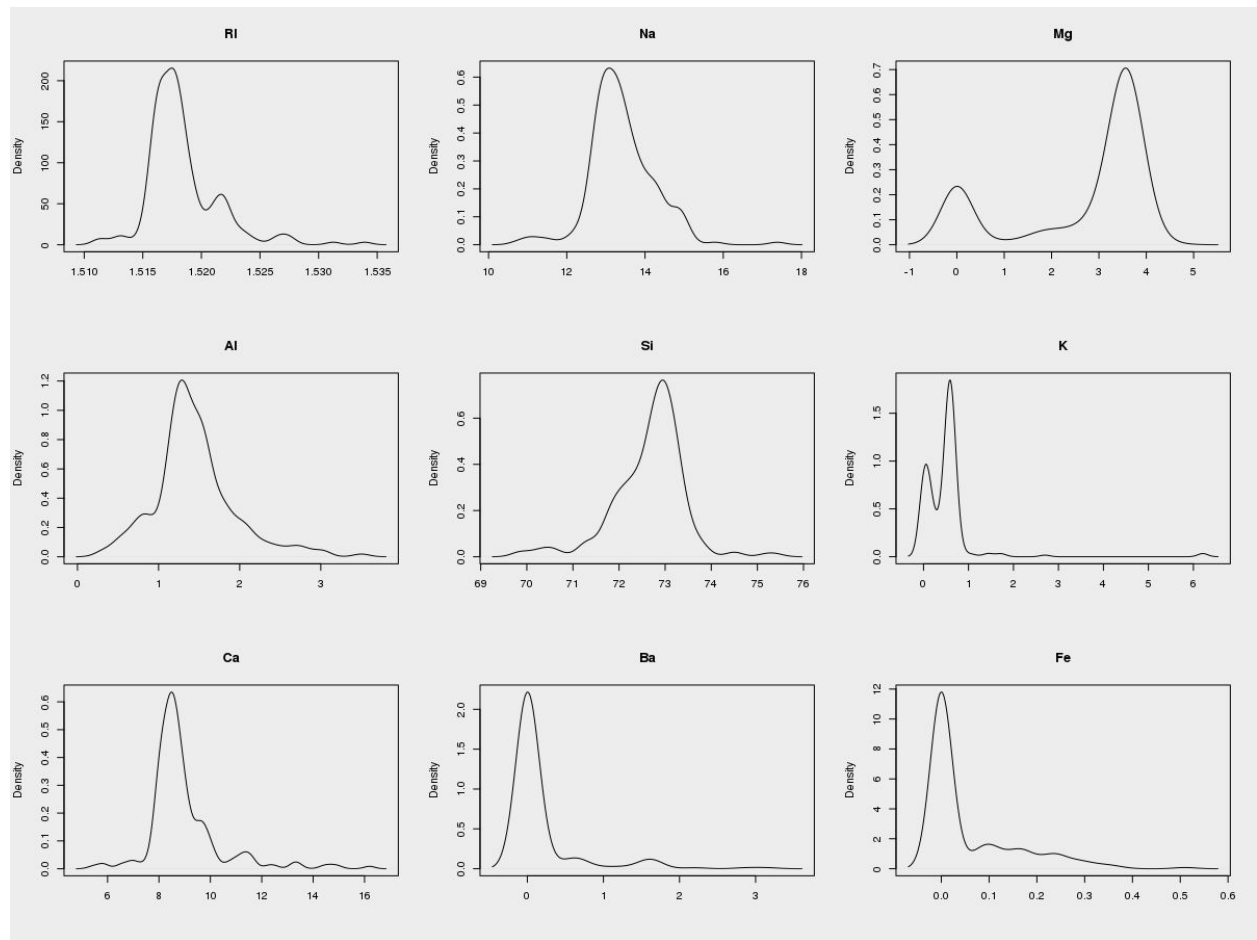 RI Na Mg
Density 0 50 100 150 200
1.510 1.515 1.520 1.525 1.530 1.535
Density 0.0 0.1 0.2 0.3 0.4 0.5 0.6
10 12 14 16 18
Density 0.0 0.1 0.2 0.3 0.4 0.5 0.6 0.7
-1 0 1 2 3 4 5
Al Si K
Density 0.0 0.2 0.4 0.6 0.8 1.0 1.2
0 1 2 3
Density 0.0 0.2 0.4 0.6
69 70 71 72 73 74 75 76
Density 0.0 0.5 1.0 1.5
0 1 2 3 4 5 6
Ca Ba Fe
Density 0.0 0.1 0.2 0.3 0.4 0.5 0.6
6 8 10 12 14 16
Density 0.0 0.5 1.0 1.5 2.0
0 1 2 3
Density 0 2 4 6 8 10 12
0.0 0.1 0.2 0.3 0.4 0.5 0.6